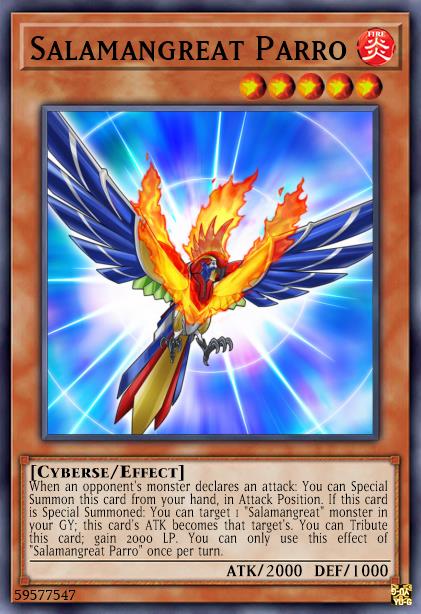 SALAMANGREAT PARRO
FIRE
炎
[CYBERSE/EFFECT]
When an opponent's monster declares an attack: You can Special
Summon this card from your hand, in Attack Position. If this card
is Special Summoned: You can target 1 "Salamangreat" monster in
your GY; this card's ATK becomes that target's. You can Tribute
this card; gain 2000 LP. You can only use this effect of
"Salamangreat Parro" once per turn.
ATK/2000 DEF/1000
59577547